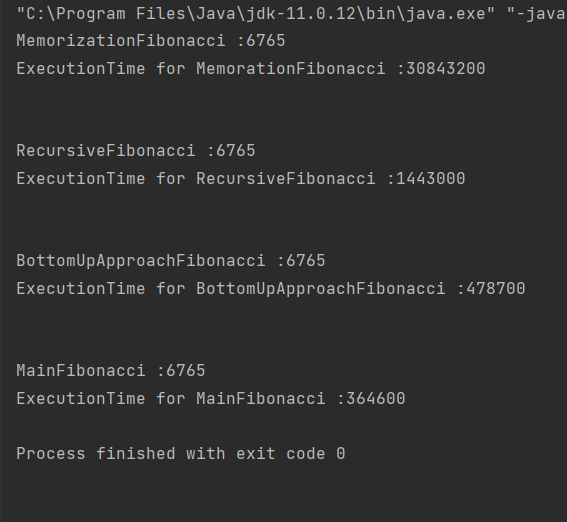 "C:\Program Files\Java\jdk-11.0.12\bin\java.exe" "-java
MemorizationFibonacci :6765
ExecutionTime for MemorationFibonacci :30843200
RecursiveFibonacci :6765
ExecutionTime for RecursiveFibonacci :1443000
BottomUpApproachFibonacci :6765
ExecutionTime for BottomUpApproachFibonacci :478700
MainFibonacci :6765
ExecutionTime for MainFibonacci :364600
Process finished with exit code 0